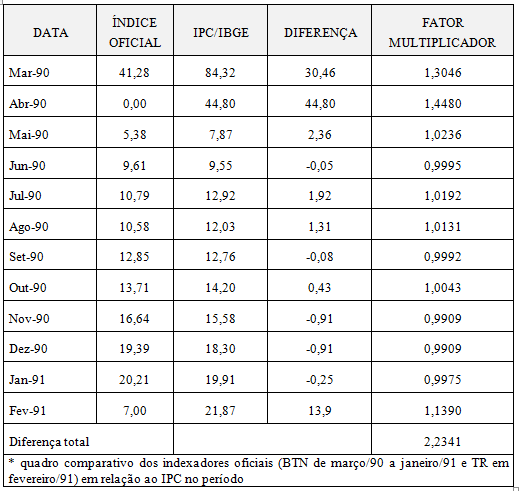 DATA ÍNDICE OFICIAL IPC/IBGE DIFERENÇA FATOR MULTIPLICADOR
Mar-90 41,28 84,32 30,46 1,3046
Abr-90 0,00 44,80 44,80 1,4480
Mai-90 5,38 7,87 2,36 1,0236
Jun-90 9,61 9,55 -0,05 0,9995
Jul-90 10,79 12,92 1,92 1,0192
Ago-90 10,58 12,03 1,31 1,0131
Set-90 12,85 12,76 -0,08 0,9992
Out-90 13,71 14,20 0,43 1,0043
Nov-90 16,64 15,58 -0,91 0,9909
Dez-90 19,39 18,30 -0,91 0,9909
Jan-91 20,21 19,91 -0,25 0,9975
Fev-91 7,00 21,87 13,9 1,1390
Diferença total 2,2341
* quadro comparativo dos indexadores oficiais (BTN de março/90 a janeiro/91 e TR em
fevereiro/91) em relação ao IPC no período